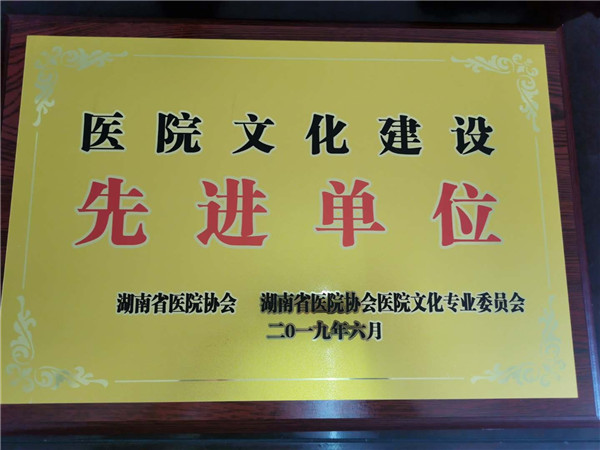 医院文化建设
先进单位
湖南省医院协会 湖南省医院协会医院文化专业委员会
二0一九年六月